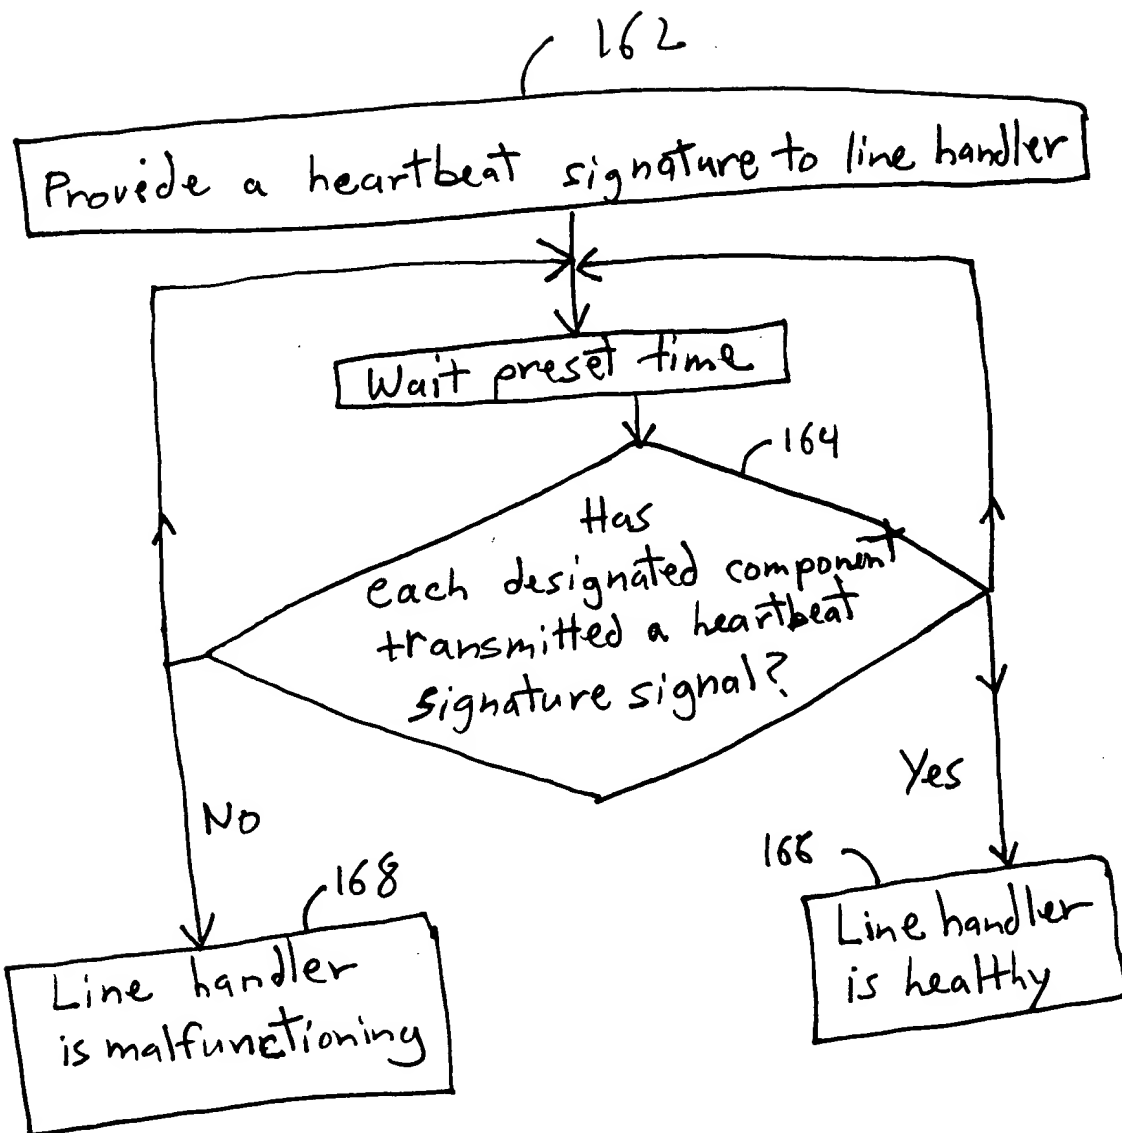 162
Provide a heartbeat signature to line handler
Wait preset time
164
Has
each designated component
transmitted a heartbeat
signature signal?
Yes
No
166
168
Line handler
is healthy
Line handler
is malfunctioning